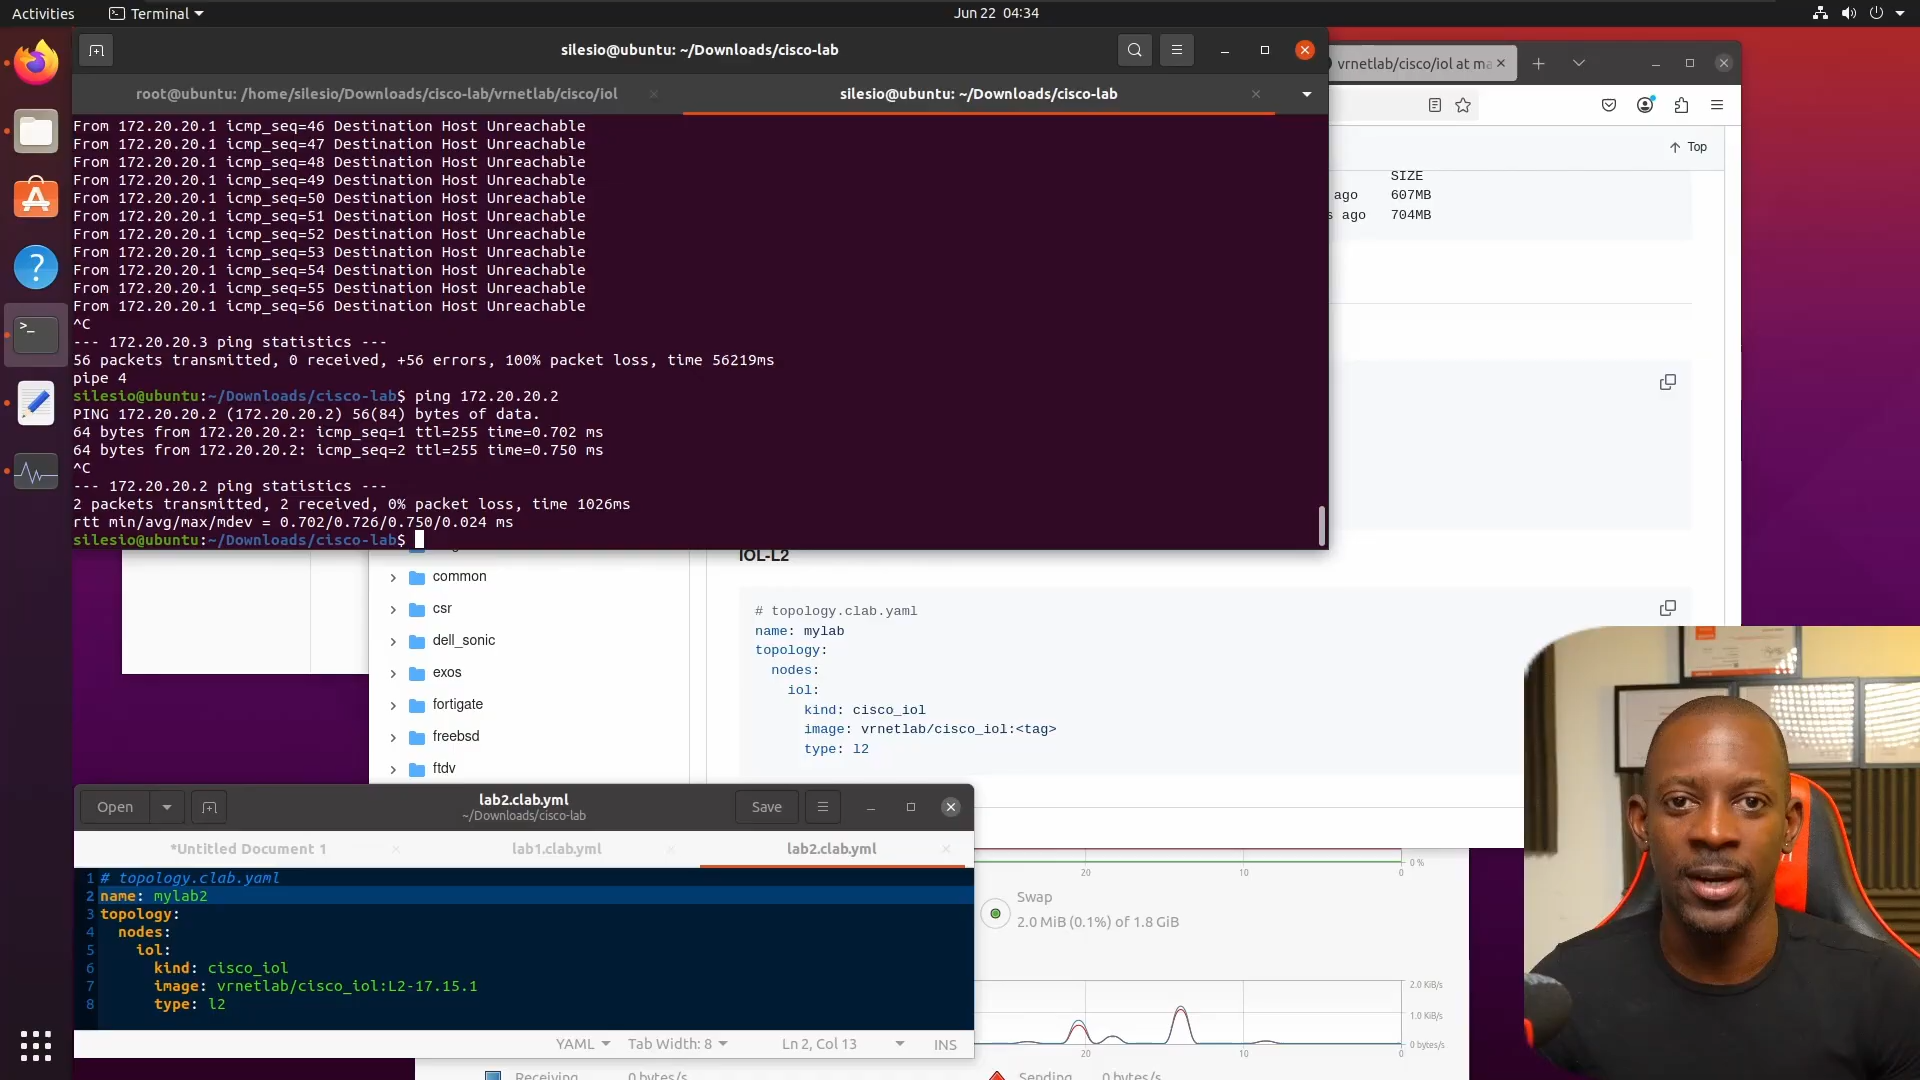 Activities
Terminal
Jun 22 04:34
silesio@ubuntu: ~/Downloads/cisco-lab
root@ubuntu: /home/silesio/Downloads/cisco-lab/vrnetlab/cisco/iol
silesio@ubuntu: ~/Downloads/cisco-lab
From 172.20.20.1 icmp_seq=46 Destination Host Unreachable
From 172.20.20.1 icmp_seq=47 Destination Host Unreachable
From 172.20.20.1 icmp_seq=48 Destination Host Unreachable
From 172.20.20.1 icmp_seq=49 Destination Host Unreachable
From 172.20.20.1 icmp_seq=50 Destination Host Unreachable
From 172.20.20.1 icmp_seq=51 Destination Host Unreachable
From 172.20.20.1 icmp_seq=52 Destination Host Unreachable
From 172.20.20.1 icmp_seq=53 Destination Host Unreachable
From 172.20.20.1 icmp_seq=54 Destination Host Unreachable
From 172.20.20.1 icmp_seq=55 Destination Host Unreachable
From 172.20.20.1 icmp_seq=56 Destination Host Unreachable
^C
--- 172.20.20.3 ping statistics ---
56 packets transmitted, 0 received, +56 errors, 100% packet loss, time 56219ms
pipe 4
silesio@ubuntu:~/Downloads/cisco-lab$ ping 172.20.20.2
PING 172.20.20.2 (172.20.20.2) 56(84) bytes of data.
64 bytes from 172.20.20.2: icmp_seq=1 ttl=255 time=0.702 ms
64 bytes from 172.20.20.2: icmp_seq=2 ttl=255 time=0.750 ms
^C
--- 172.20.20.2 ping statistics ---
2 packets transmitted, 2 received, 0% packet loss, time 1026ms
rtt min/avg/max/mdev = 0.702/0.726/0.750/0.024 ms
silesio@ubuntu:~/Downloads/cisco-lab$
vrnetlab/cisco/iol at ma
Top
SIZE
ago 607MB
s ago 704MB
common
csr
dell_sonic
exos
fortigate
freebsd
ftdv
IOL-L2
# topology.clab.yaml
name: mylab
topology:
nodes:
iol:
kind: cisco_iol
image: vrnetlab/cisco_iol:<tag>
type: l2
Open
lab2.clab.yml
~/Downloads/cisco-lab
Save
*Untitled Document 1
lab1.clab.yml
lab2.clab.yml
1 # topology.clab.yaml
2 name: mylab2
3 topology:
4 nodes:
5 iol:
6 kind: cisco_iol
7 image: vrnetlab/cisco_iol:L2-17.15.1
8 type: l2
YAML
Tab Width: 8
Ln 2, Col 13
INS
0 %
20
10
0
Swap
2.0 MiB (0.1%) of 1.8 GiB
2.0 KiB/s
1.0 KiB/s
0 bytes/s
20
10
0
Receiving
0 bytes/s
Sending
0 bytes/s